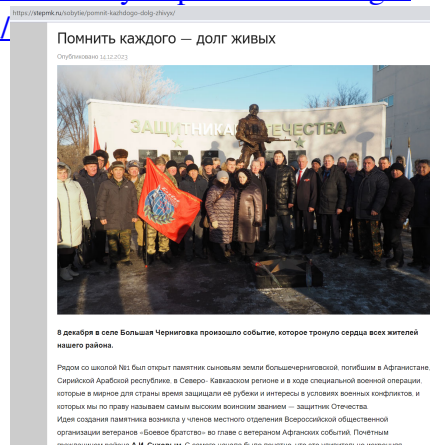 https://stepmk.ru/sobytie/pomnit-kazhdogo-dolg-zhivyx/
Помнить каждого — долг живых
Опубликовано 14.12.2023
ЗАЩИТНИКАМ ОТЕЧЕСТВА
8 декабря в селе Большая Черниговка произошло событие, которое тронуло сердца всех жителей
нашего района.
Рядом со школой №1 был открыт памятник сыновьям земли большечерниговской, погибшим в Афганистане,
Сирийской Арабской республике, в Северо- Кавказском регионе и в ходе специальной военной операции,
которые в мирное для страны время защищали её рубежи и интересы в условиях военных конфликтов, и
которых мы по праву называем самым высоким воинским званием — защитник Отечества.
Идея создания памятника возникла у членов местного отделения Всероссийской общественной
организации ветеранов «Боевое братство» во главе с ветераном Афганских событий, Почётным